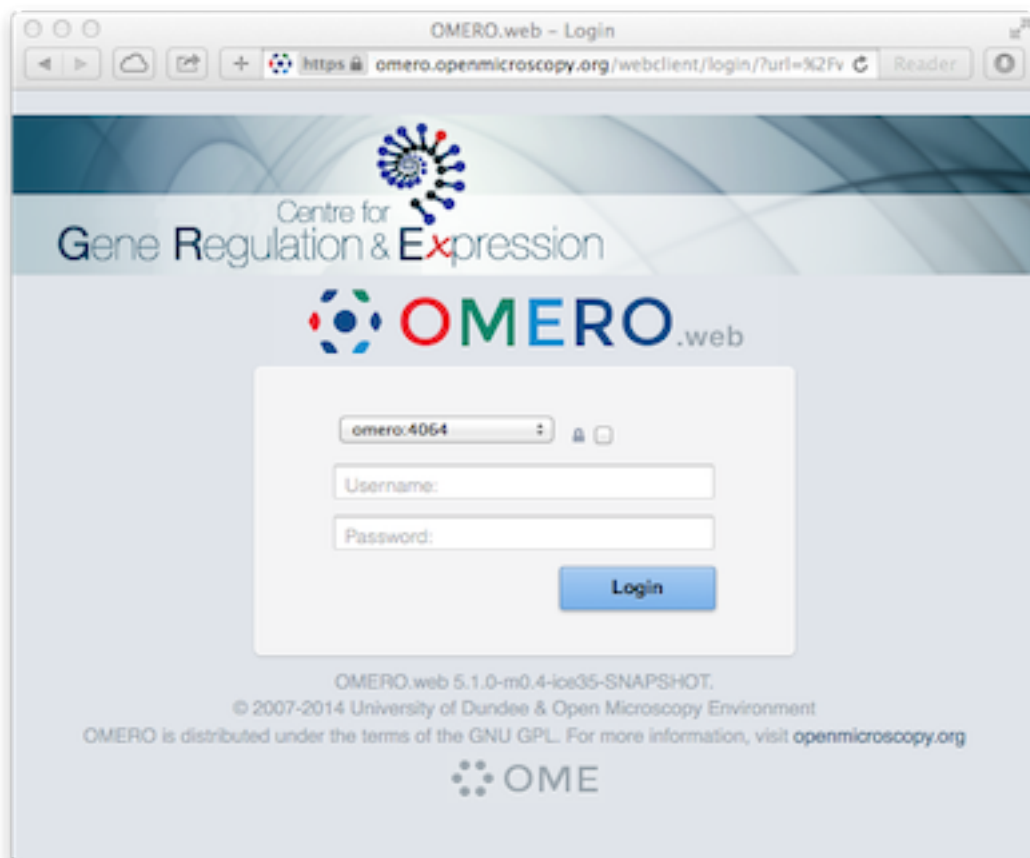 OMERO.web – Login
https omero.openmicroscopy.org/webclient/login/?url=%2Fv Reader
Centre for
Gene Regulation & Expression
OMERO.web
omero:4064
Username:
Password:
Login
OMERO.web 5.1.0-m0.4-ice35-SNAPSHOT.
© 2007-2014 University of Dundee & Open Microscopy Environment
OMERO is distributed under the terms of the GNU GPL. For more information, visit openmicroscopy.org
OME